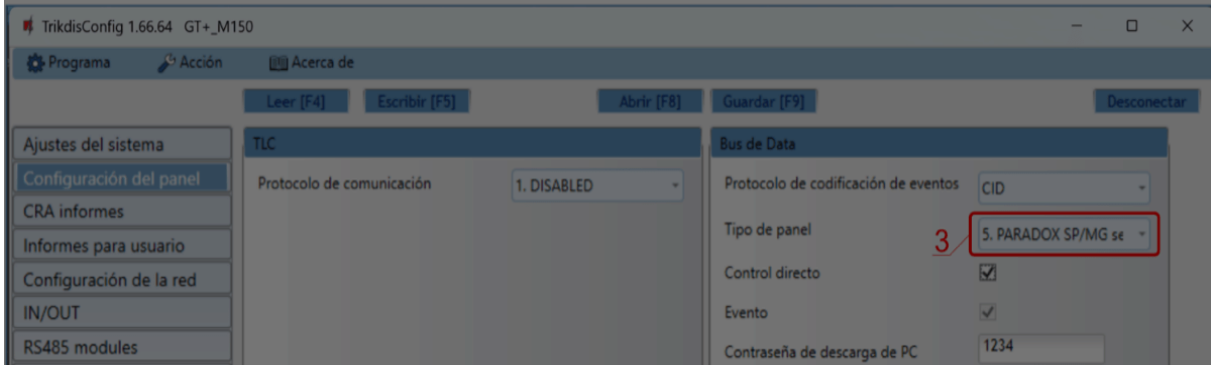 TrikdisConfig 1.66.64 GT+_M150
Programa Acción Acerca de
Leer [F4] Escribir [F5] Abrir [F8] Guardar [F9] Desconectar
Ajustes del sistema
Configuración del panel
CRA informes
Informes para usuario
Configuración de la red
IN/OUT
RS485 modules
TLC
Protocolo de comunicación 1. DISABLED
Bus de Data
Protocolo de codificación de eventos CID
Tipo de panel 3 5. PARADOX SP/MG se
Control directo
Evento
Contraseña de descarga de PC 1234